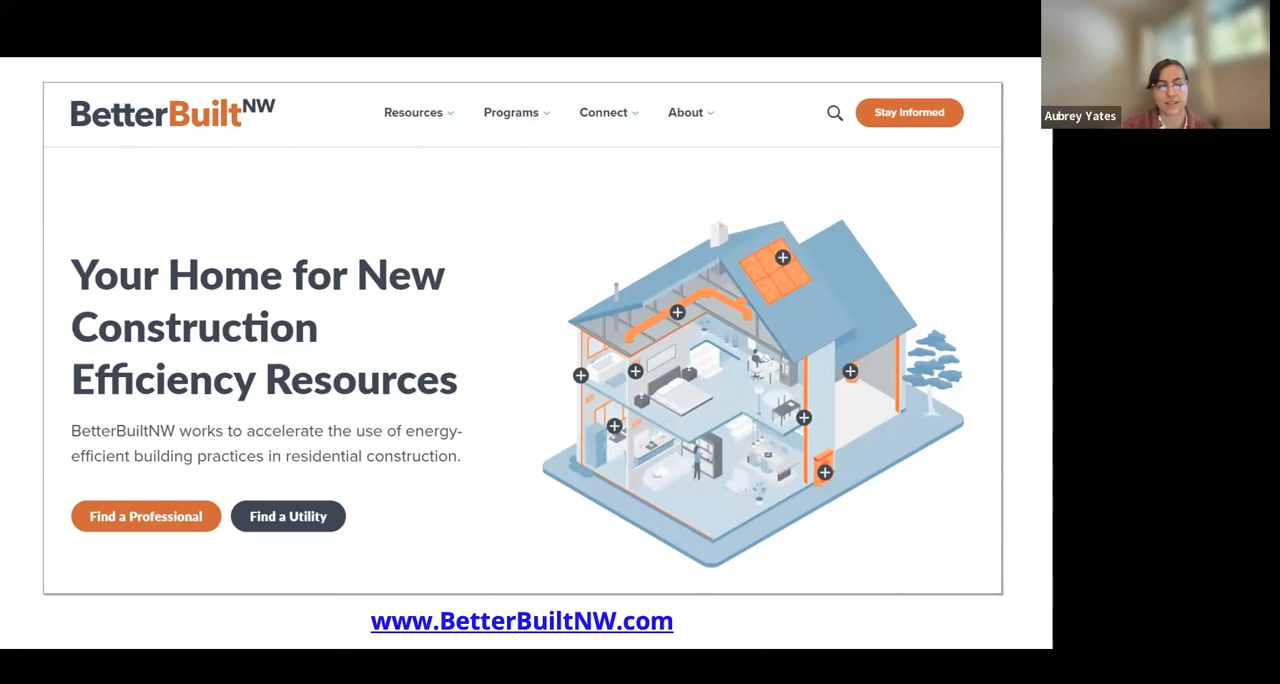 BetterBuiltNW
Resources
Programs
Connect
About
Stay Informed
Aubrey Yates
Your Home for New
Construction
Efficiency Resources
BetterBuiltNW works to accelerate the use of energy-
efficient building practices in residential construction.
Find a Professional
Find a Utility
www.BetterBuiltNW.com